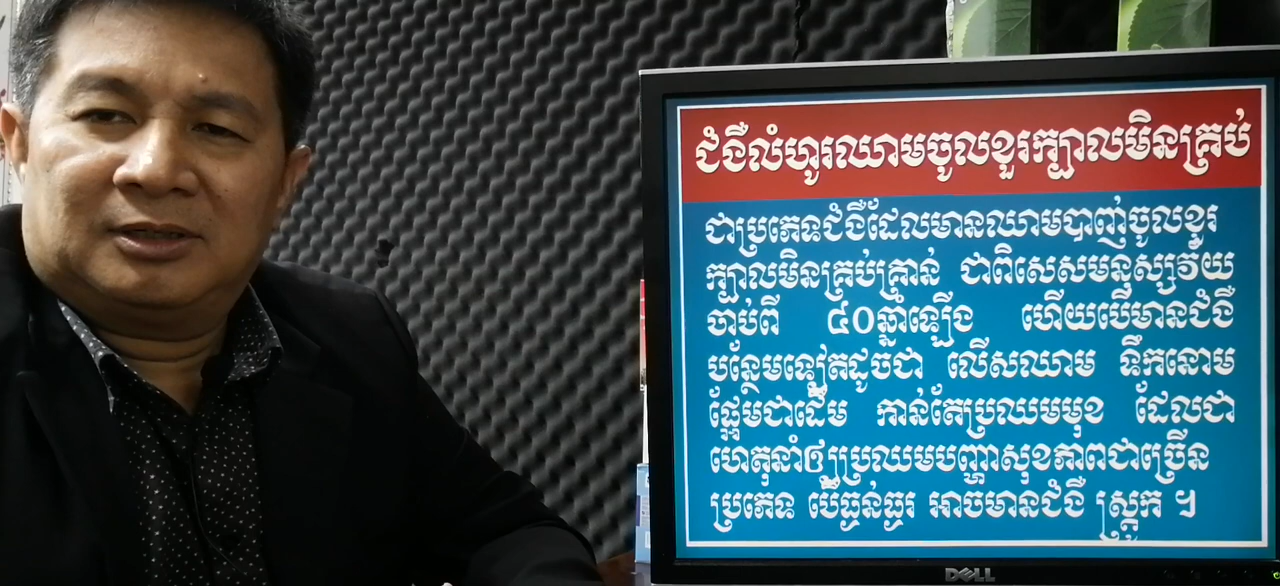 ជំងឺលំហូរឈាមចូលខួរក្បាលមិនគ្រប់
ជាប្រភេទជំងឺដែលមានឈាមបាញ់ចូលខួរ
ក្បាលមិនគ្រប់គ្រាន់ ជាពិសេសមនុស្សវ័យ
ចាប់ពី ៤០ឆ្នាំឡើង ហើយបើមានជំងឺ
បន្ថែមទៀតដូចជា លើសឈាម ទឹកនោម
ផ្អែមជាដើម កាន់តែប្រឈមមុខ ដែលជា
ហេតុនាំឲ្យប្រឈមបញ្ហាសុខភាពជាច្រើន
ប្រភេទ បើធ្ងន់ធ្ងរ អាចមានជំងឺ ស្ត្រូក ។
DELL